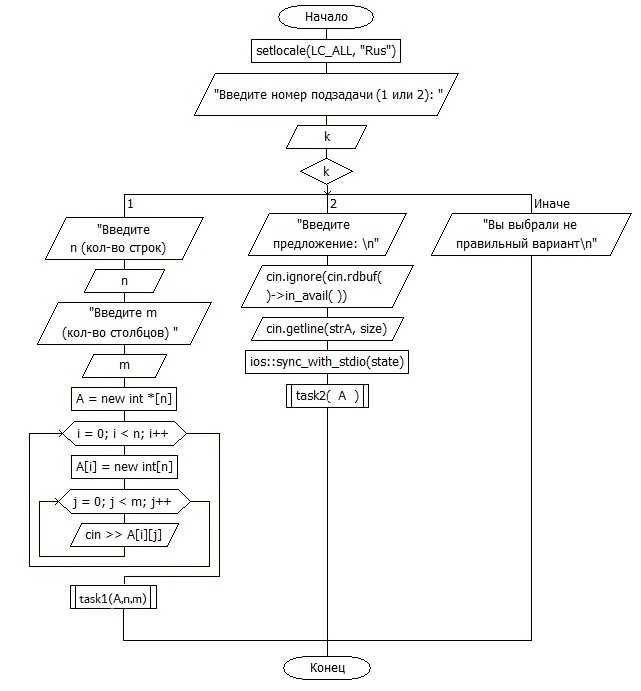 Начало
setlocale(LC_ALL, "Rus")
"Введите номер подзадачи (1 или 2): "
k
k
1
"Введите
n (кол-во строк)
n
"Введите m
(кол-во столбцов) "
m
A = new int *[n]
i = 0; i < n; i++
A[i] = new int[n]
j = 0; j < m; j++
cin >> A[i][j]
task1(A,n,m)
2
"Введите
предложение: \n"
cin.ignore(cin.rdbuf(
)->in_avail( ))
cin.getline(strA, size)
ios::sync_with_stdio(state)
task2( A )
Иначе
"Вы выбрали не
правильный вариант\n"
Конец